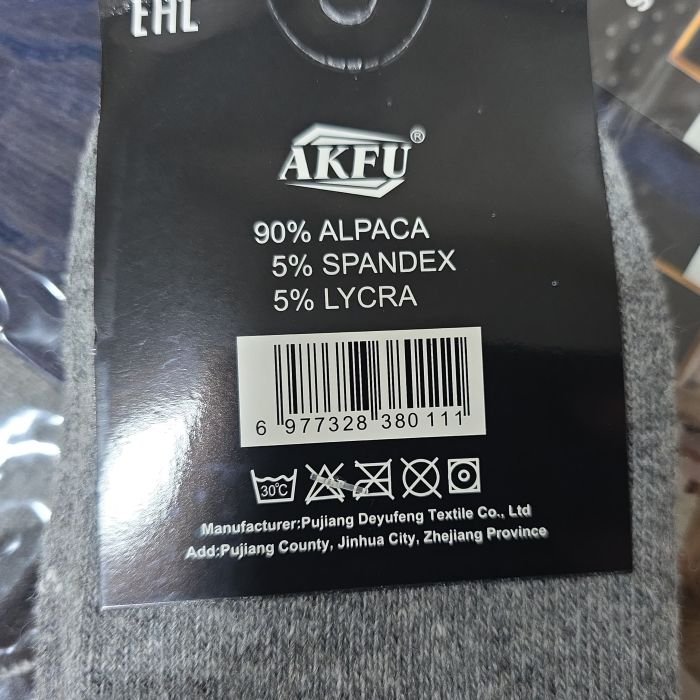 EAC
AKFU®
90% ALPACA
5% SPANDEX
5% LYCRA
6 977328 380111
30°C
Manufacturer:Pujiang Deyufeng Textile Co., Ltd
Add:Pujiang County, Jinhua City, Zhejiang Province